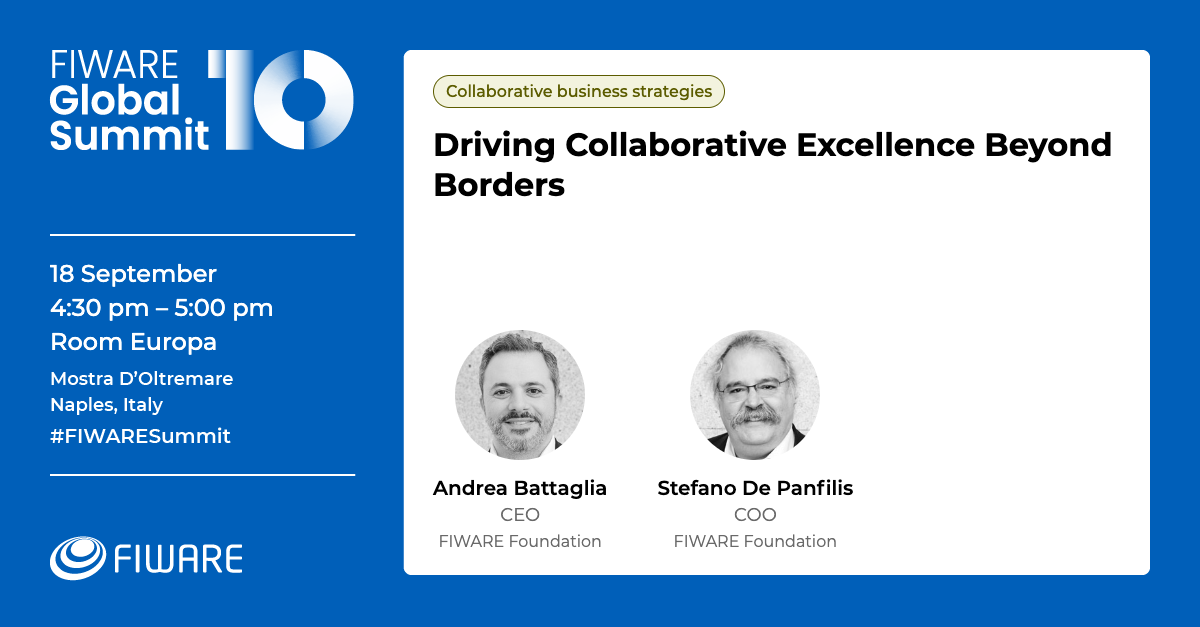 FIWARE
Global
Summit
10
18 September
4:30 pm – 5:00 pm
Room Europa
Mostra D’Oltremare
Naples, Italy
#FIWARESummit
FIWARE
Collaborative business strategies
Driving Collaborative Excellence Beyond
Borders
Andrea Battaglia
CEO
FIWARE Foundation
Stefano De Panfilis
COO
FIWARE Foundation